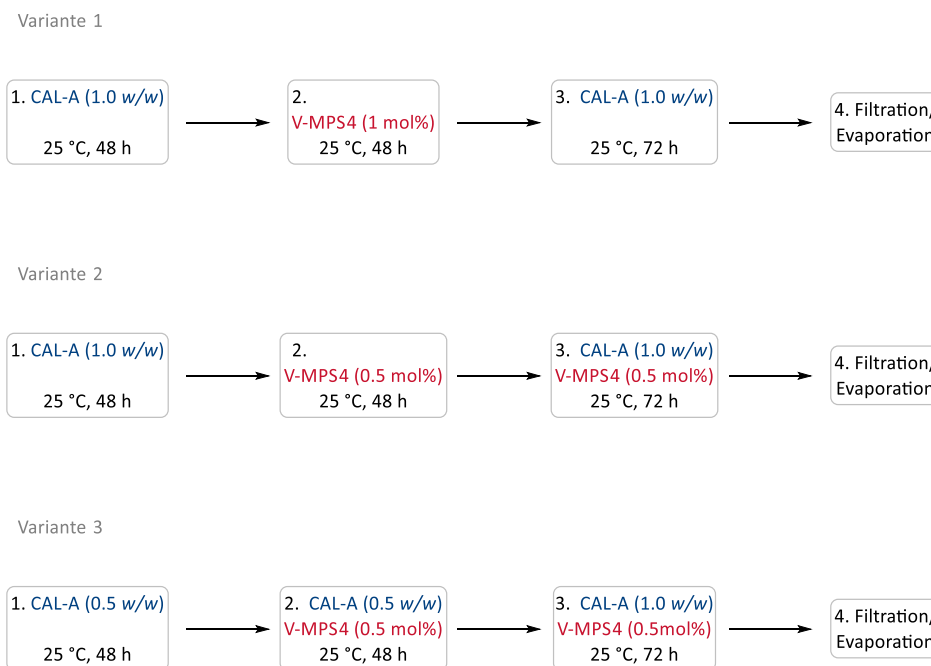 Variante 1
1. CAL-A (1.0 w/w)
25 °C, 48 h
2.
V-MPS4 (1 mol%)
25 °C, 48 h
3. CAL-A (1.0 w/w)
25 °C, 72 h
4. Filtration,
Evaporation
Variante 2
1. CAL-A (1.0 w/w)
25 °C, 48 h
2.
V-MPS4 (0.5 mol%)
25 °C, 48 h
3. CAL-A (1.0 w/w)
V-MPS4 (0.5 mol%)
25 °C, 72 h
4. Filtration,
Evaporation
Variante 3
1. CAL-A (0.5 w/w)
25 °C, 48 h
2. CAL-A (0.5 w/w)
V-MPS4 (0.5 mol%)
25 °C, 48 h
3. CAL-A (1.0 w/w)
V-MPS4 (0.5mol%)
25 °C, 72 h
4. Filtration,
Evaporation